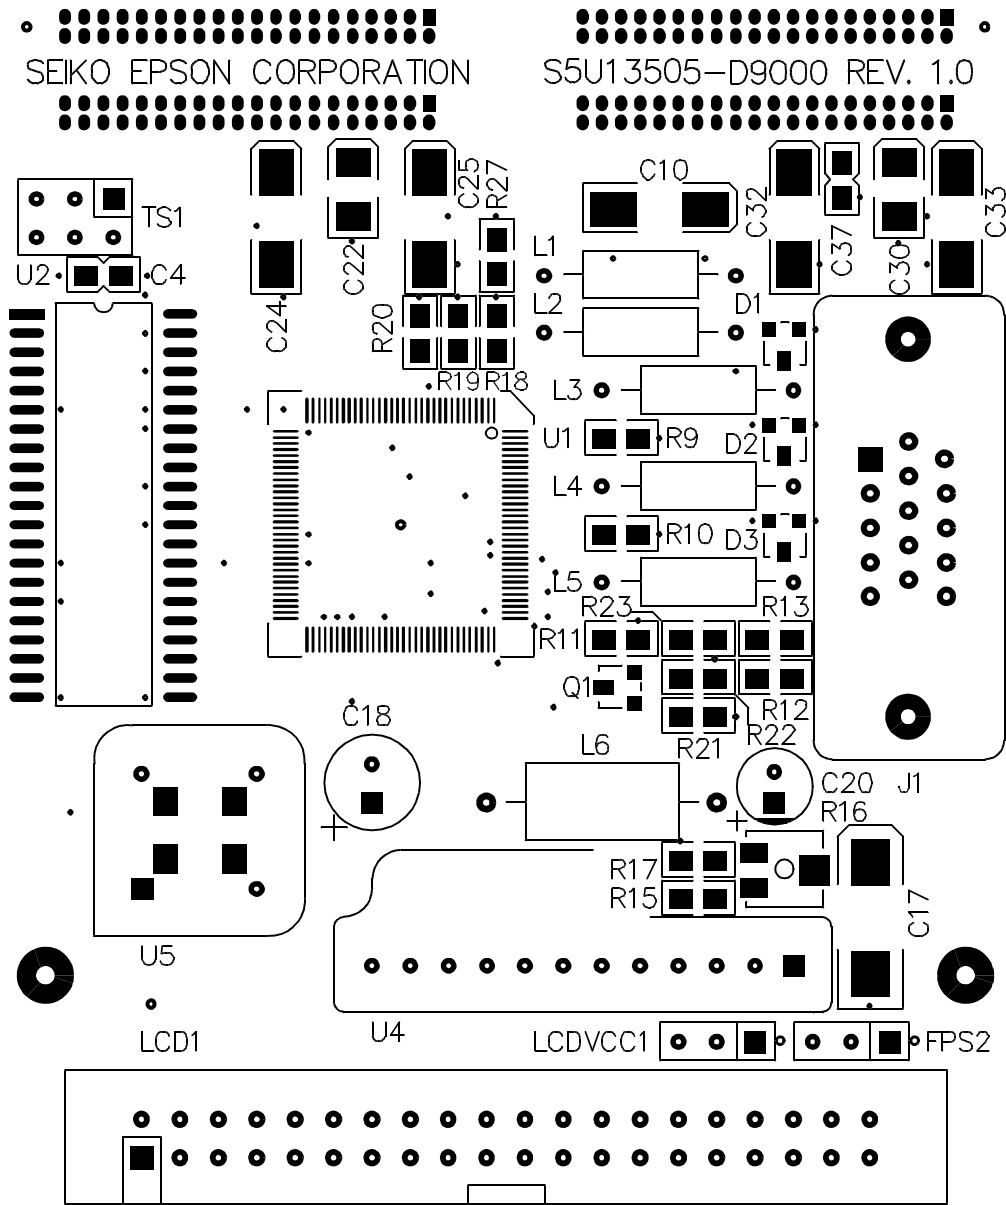 SEIKO EPSON CORPORATION
S5U13505-D9000 REV. 1.0
C25
R27
C10
C32
C33
TS1
C37
L1
U2
C4
C22
C30
C24
R20
L2
D1
R19
R18
L3
U1
R9
D2
L4
R10
D3
L5
R23
R13
R11
Q1
C18
R12
R22
L6
R21
C20
J1
R16
R17
R15
C17
U5
U4
LCD1
LCDVCC1
FPS2